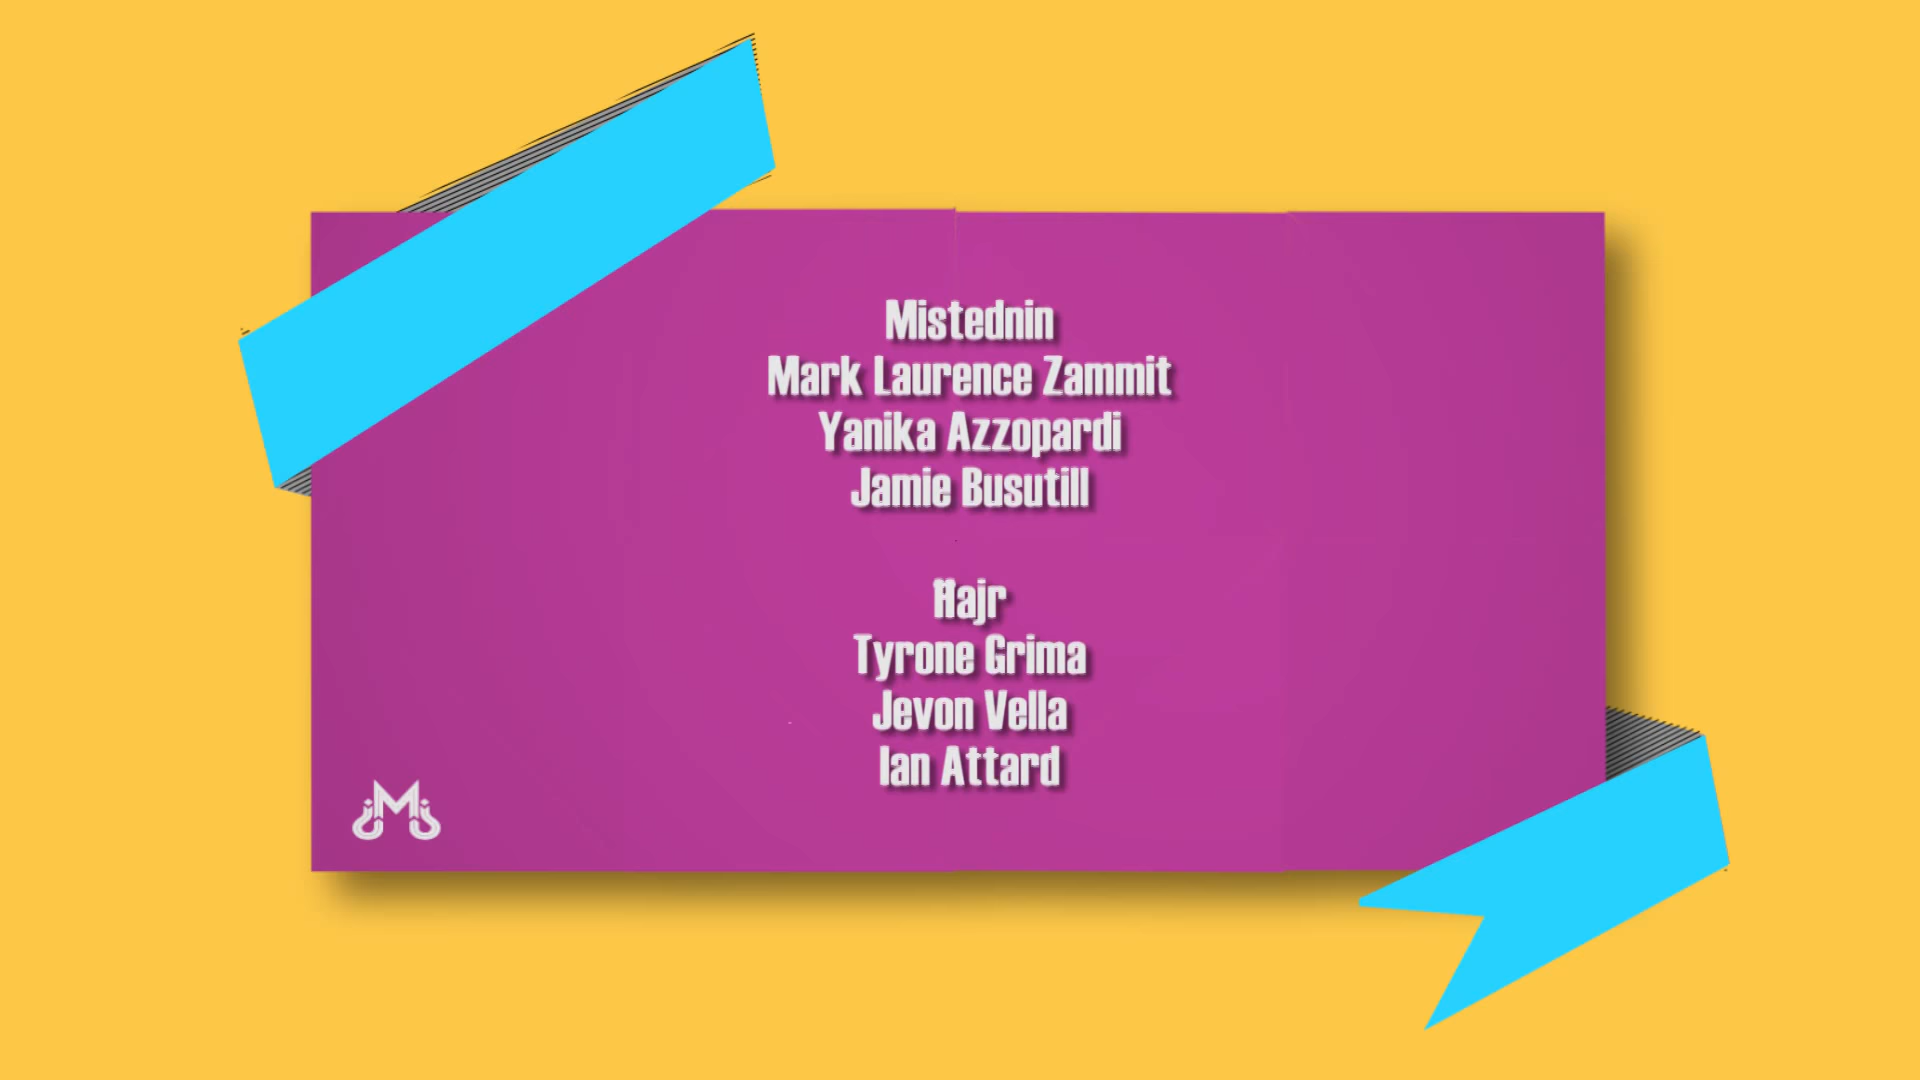 Mistednin
Mark Laurence Zammit
Yanika Azzopardi
Jamie Busutill

Ħajr
Tyrone Grima
Jevon Vella
Ian Attard